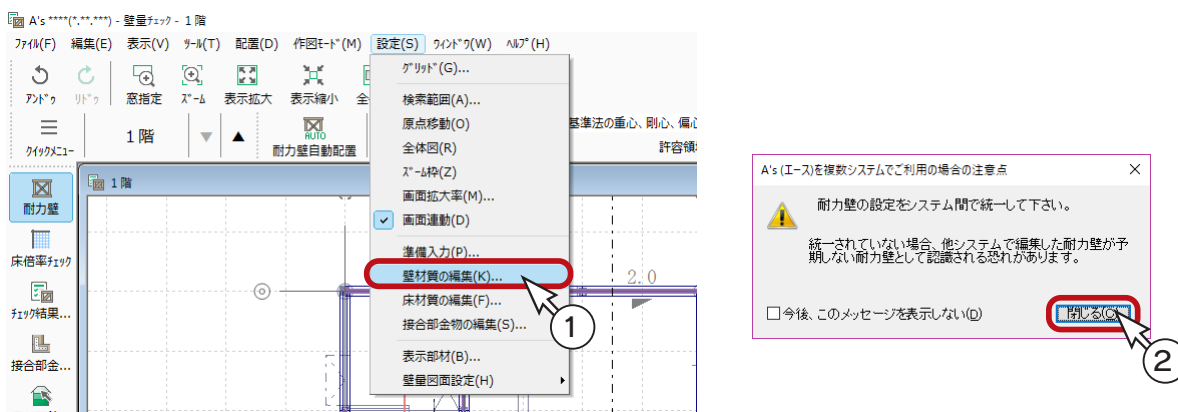 A's ****(*.**.***) - 壁量ﾁｪｯｸ - 1 階
ﾌｧｲﾙ(F) 編集(E) 表示(V) ﾂｰﾙ(T) 配置(D) 作図ﾓｰﾄﾞ(M) 設定(S) ｳｨﾝﾄﾞｳ(W) ﾍﾙﾌﾟ(H)
ｱﾝﾄﾞｩ ﾘﾄﾞｩ 窓指定 ｽﾞｰﾑ 表示拡大 表示縮小
ｸｲｯｸﾒﾆｭｰ 1 階 ▼ ▲ AUTO 耐力壁自動配置
基準法の重心、剛心、偏心
許容領
耐力壁
床倍率ﾁｪｯｸ
ﾁｪｯｸ結果...
接合部金...
1 階
ｸﾞﾘｯﾄﾞ(G)...
検索範囲(A)...
原点移動(O)
全体図(R)
ｽﾞｰﾑ枠(Z)
画面拡大率(M)...
画面連動(D)
準備入力(P)...
壁材質の編集(K)...
床材質の編集(F)...
接合部金物の編集(S)...
表示部材(B)...
壁量図面設定(H)
2.0
1
A's (ｴｰｽ)を複数システムでご利用の場合の注意点
耐力壁の設定をシステム間で統一して下さい。
統一されていない場合、他システムで編集した耐力壁が予
期しない耐力壁として認識される恐れがあります。
今後、このメッセージを表示しない(D)
閉じる(C)
2